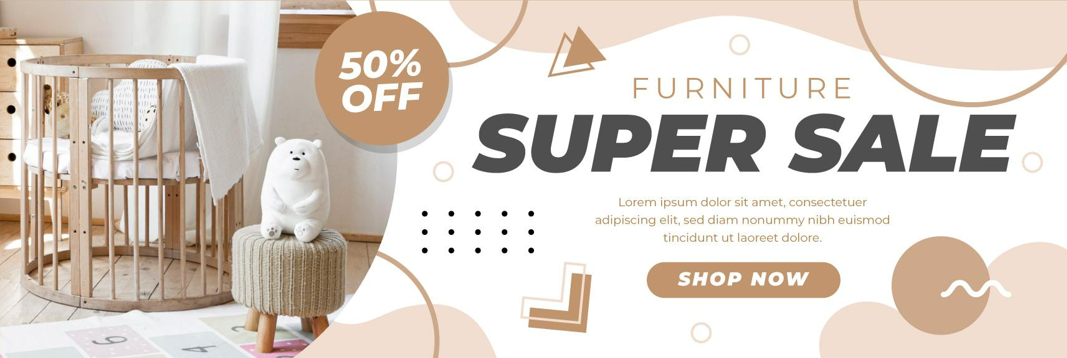 50%
OFF
FURNITURE
SUPER SALE
Lorem ipsum dolor sit amet, consectetuer
adipiscing elit, sed diam nonummy nibh euismod
tincidunt ut laoreet dolore.
SHOP NOW